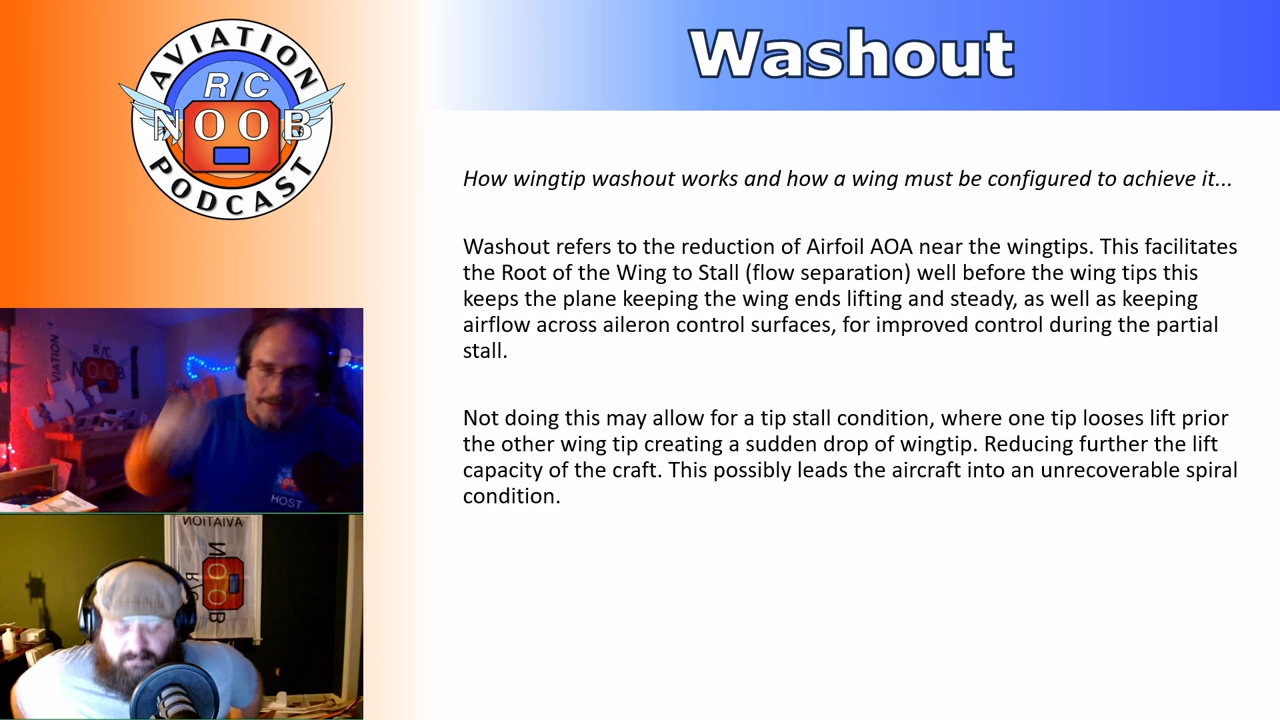 AVIATION
R/C
NOOB
PODCAST
Washout
How wingtip washout works and how a wing must be configured to achieve it...
Washout refers to the reduction of Airfoil AOA near the wingtips. This facilitates
the Root of the Wing to Stall (flow separation) well before the wing tips this
keeps the plane keeping the wing ends lifting and steady, as well as keeping
airflow across aileron control surfaces, for improved control during the partial
stall.
Not doing this may allow for a tip stall condition, where one tip looses lift prior
the other wing tip creating a sudden drop of wingtip. Reducing further the lift
capacity of the craft. This possibly leads the aircraft into an unrecoverable spiral
condition.
VIATION
R/C
HOST
AVIATION
R/C
NOOB